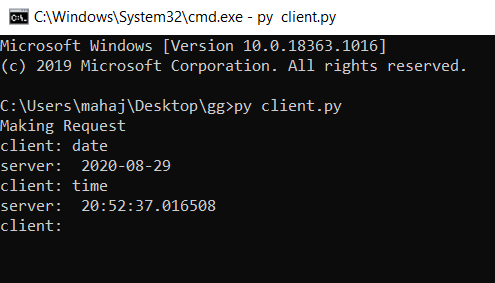 C:\Windows\System32\cmd.exe - py  client.py
Microsoft Windows [Version 10.0.18363.1016]
(c) 2019 Microsoft Corporation. All rights reserved.
C:\Users\mahaj\Desktop\gg>py client.py
Making Request
client: date
server:  2020-08-29
client: time
server:  20:52:37.016508
client: